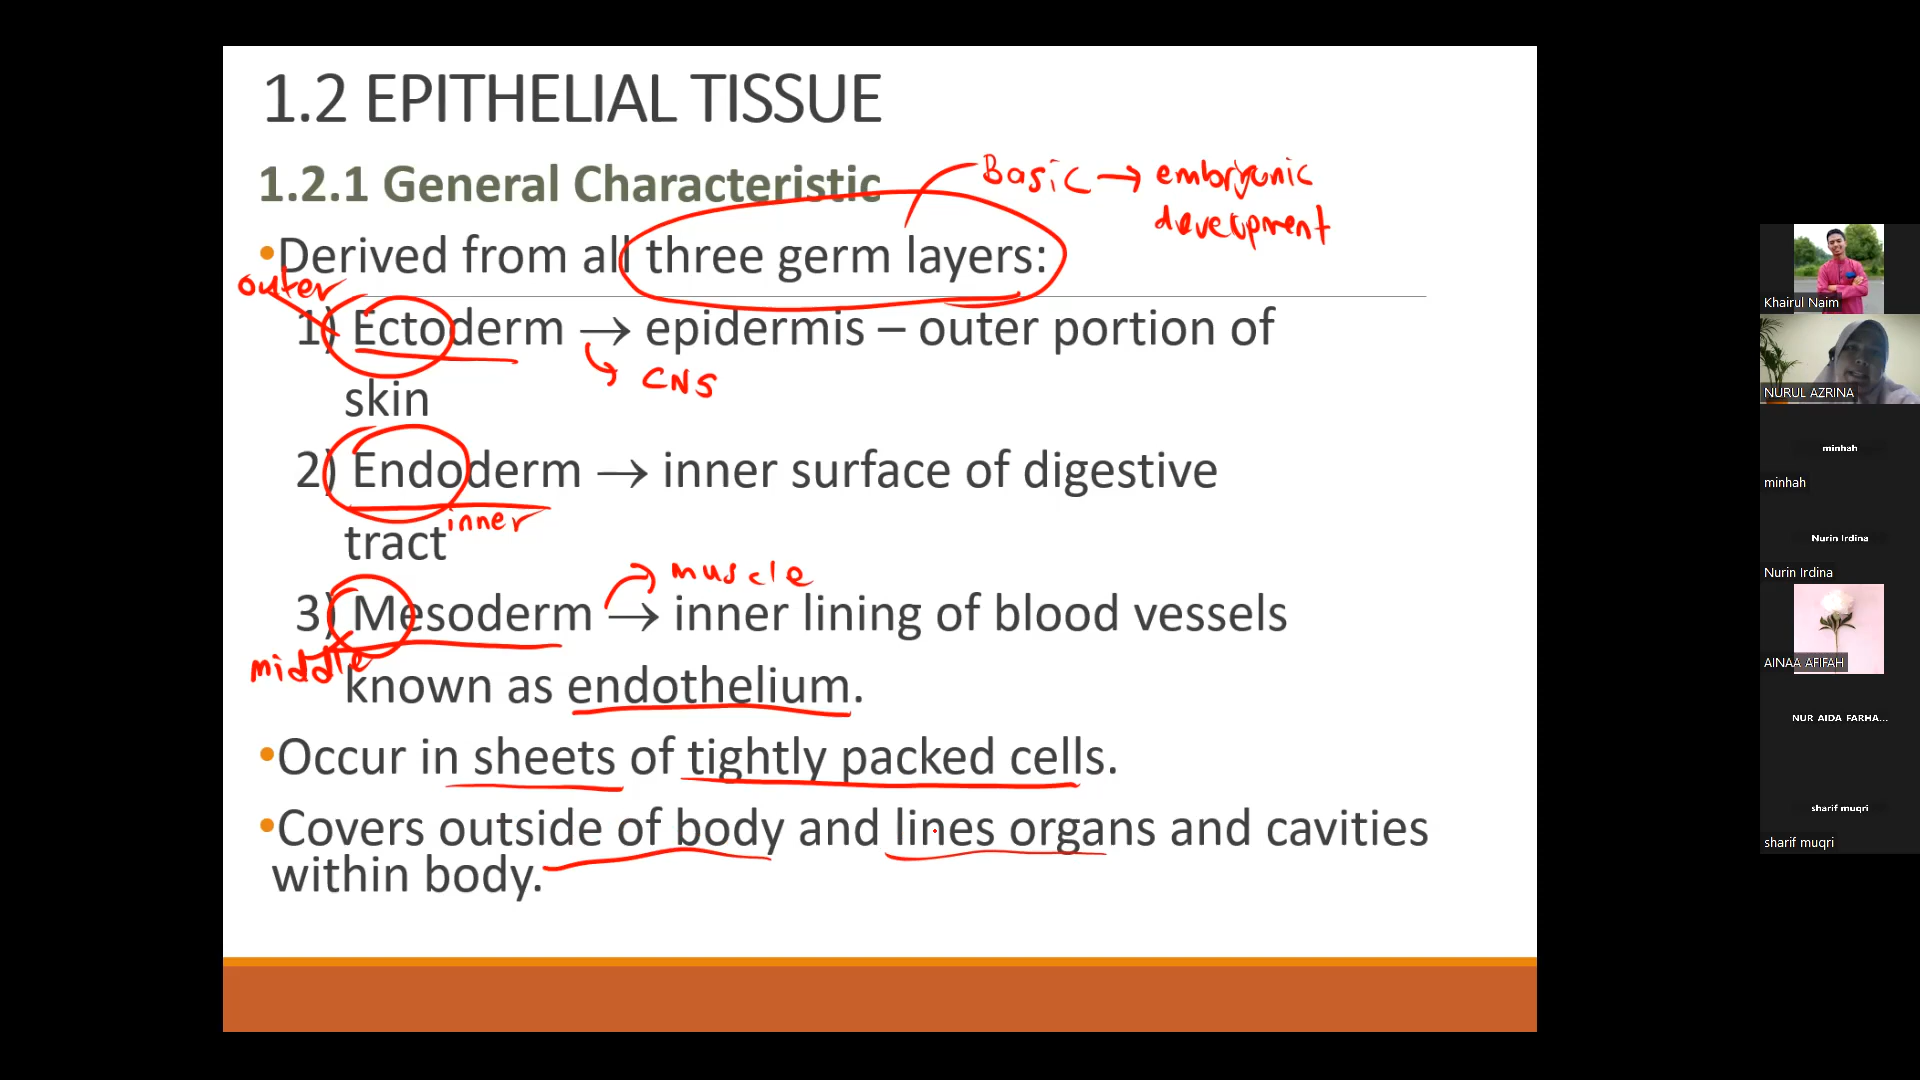 1.2 EPITHELIAL TISSUE
1.2.1 General Characteristic
Basic → embryonic
development
•Derived from all three germ layers:
outer
1) Ectoderm → epidermis – outer portion of
CNS
skin
2) Endoderm → inner surface of digestive
inner
tract
muscle
3) Mesoderm → inner lining of blood vessels
middle
known as endothelium.
•Occur in sheets of tightly packed cells.
•Covers outside of body and lines organs and cavities
within body.
Khairul Naim
NURUL AZRINA
minhah
minhah
Nurin Irdina
Nurin Irdina
AINAA AFIFAH
NUR AIDA FARHA...
sharif muqri
sharif muqri